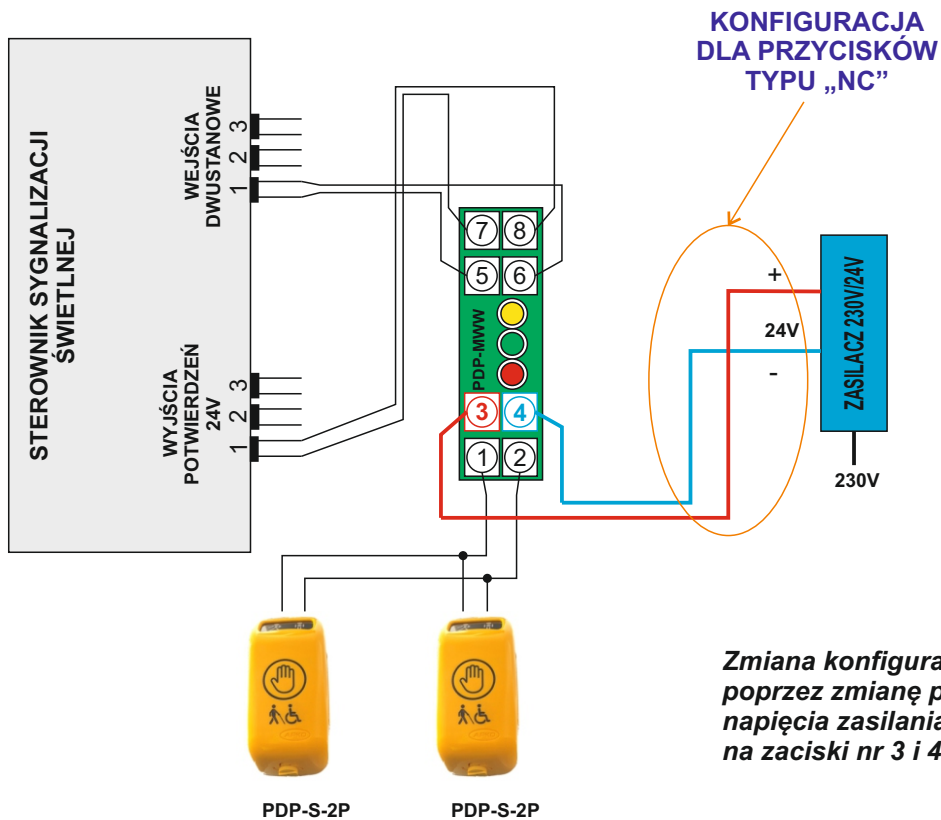 KONFIGURACJA
DLA PRZYCISKÓW
TYPU „NC”
STEROWNIK SYGNALIZACJI
ŚWIETLNEJ
WEJŚCIA
DWUSTANOWE
3
2
1
WYJŚCIA
POTWIERDZEŃ
24V
3
2
1
7 8
5 6
PDP-MWW
3 4
1 2
+
24V
-
ZASILACZ 230V/24V
230V
Zmiana konfigura
poprzez zmianę p
napięcia zasilania
na zaciski nr 3 i 4
PDP-S-2P
PDP-S-2P